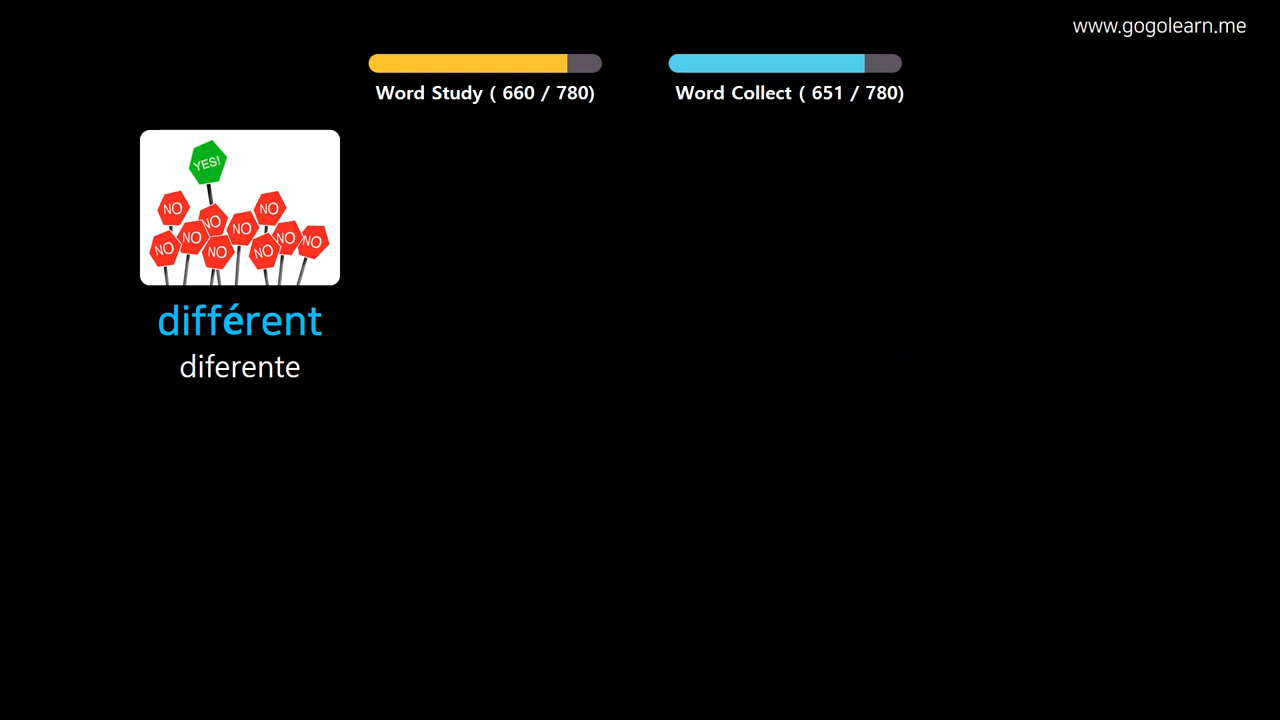 www.gogolearn.me
Word Study ( 660 / 780)
Word Collect ( 651 / 780)
YES!
NO
NO
NO
NO
NO
NO
NO
NO
NO
NO
différent
diferente